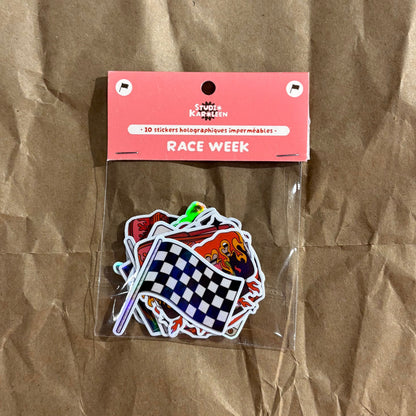 STUDIO
KAROLEEN
• 10 stickers holographiques imperméables •
RACE WEEK